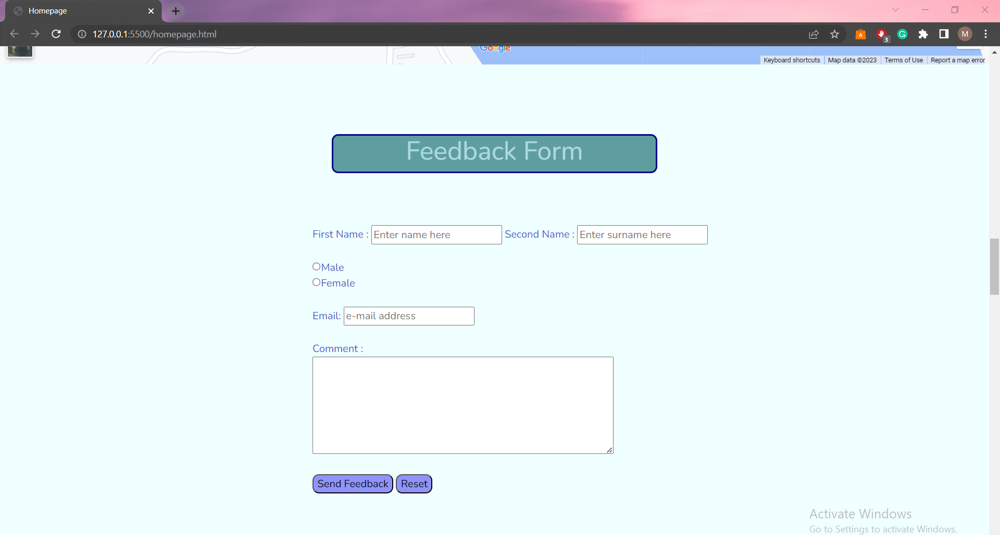 Homepage
127.0.0.1:5500/homepage.html
3
M
Google
Keyboard shortcuts Map data ©2023 Terms of Use Report a map error
Feedback Form
First Name : Enter name here Second Name : Enter surname here
Male
Female
Email: e-mail address
Comment :
Send Feedback Reset
Activate Windows
Go to Settings to activate Windows.